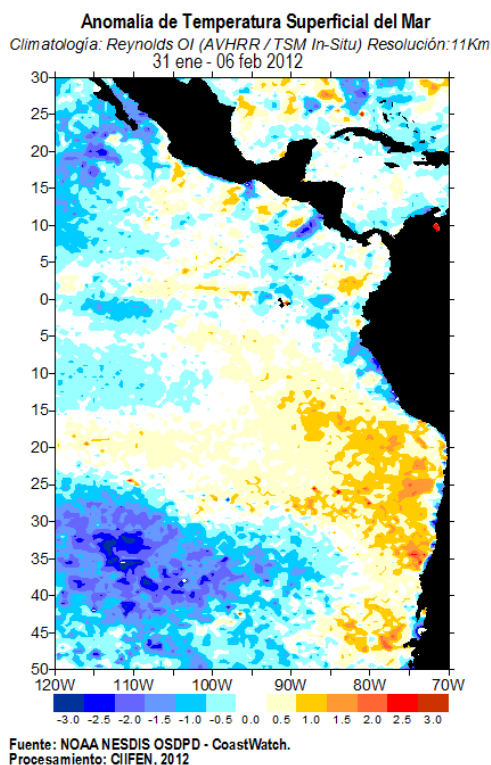 Anomalía de Temperatura Superficial del Mar
Climatología: Reynolds OI (AVHRR / TSM In-Situ) Resolución:11Km
31 ene - 06 feb 2012
30
25
20
15
10
5
0
5
10
15
20
25
30
35
40
45
50
120W 110W 100W 90W 80W 70W
-3.0 -2.5 -2.0 -1.5 -1.0 -0.5 0.0 0.5 1.0 1.5 2.0 2.5 3.0
Fuente: NOAA NESDIS OSDPD - CoastWatch.
Procesamiento: CIIFEN, 2012